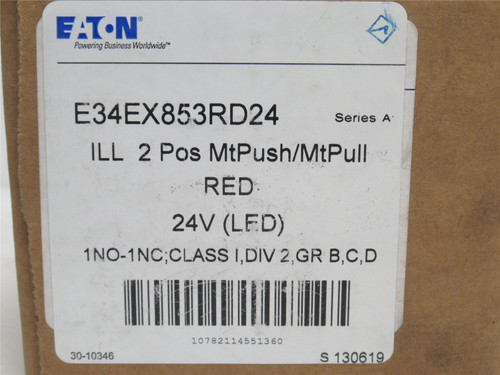 EATON
Powering Business Worldwide™
E34EX853RD24 Series A
ILL 2 Pos MtPush/MtPull
RED
24V (LED)
1NO-1NC;CLASS I,DIV 2,GR B,C,D
10782114551360
30-10346 S 130619